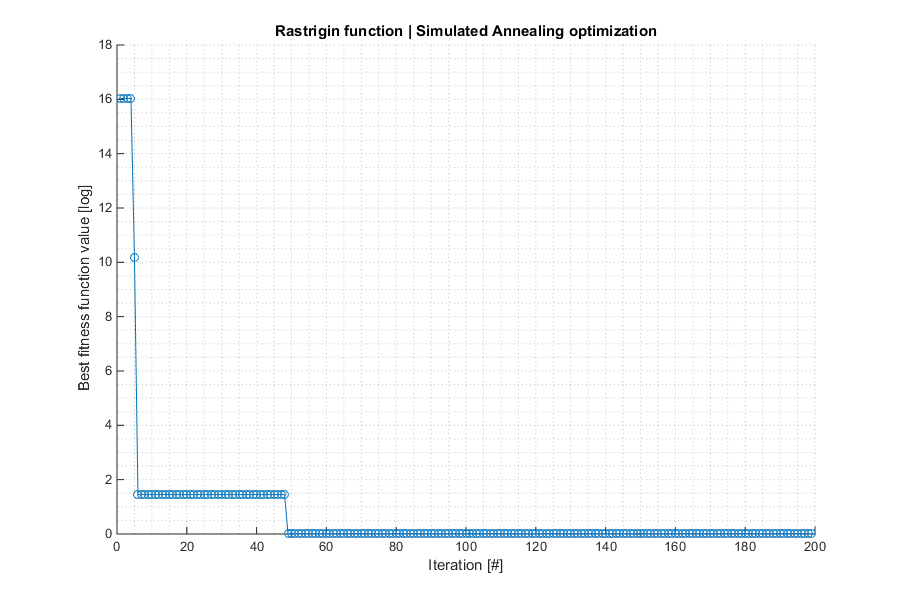 Rastrigin function | Simulated Annealing optimization
18
16
14
12
10
8
6
4
2
0
Best fitness function value [log]
0 20 40 60 80 100 120 140 160 180 200
Iteration [#]